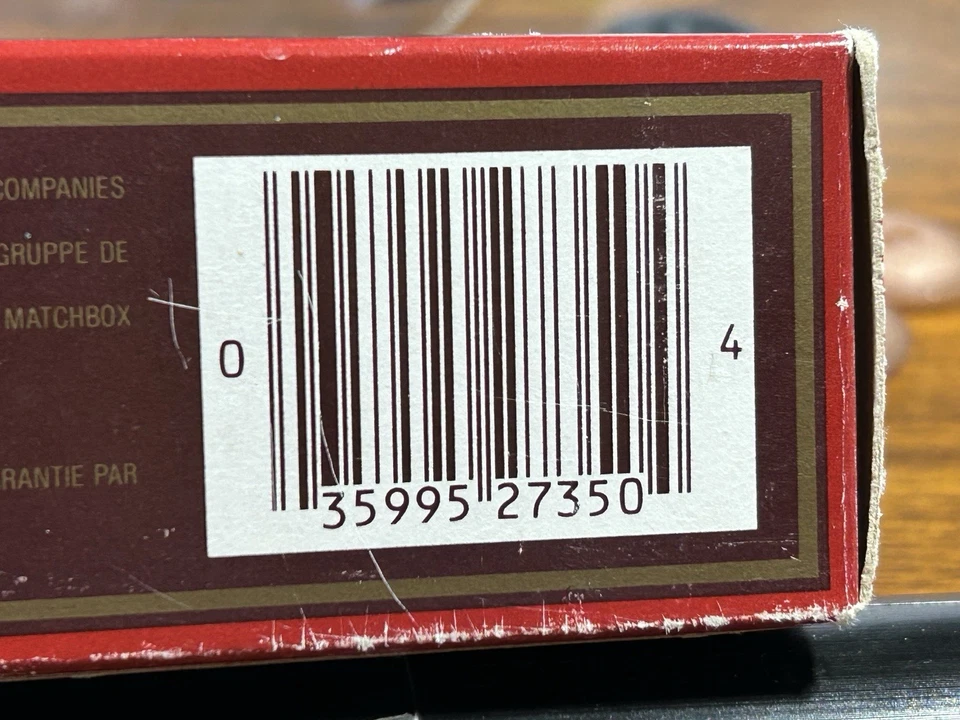 COMPANIES
GRUPPE DE
MATCHBOX
RANTIE PAR
0 35995 27350 4